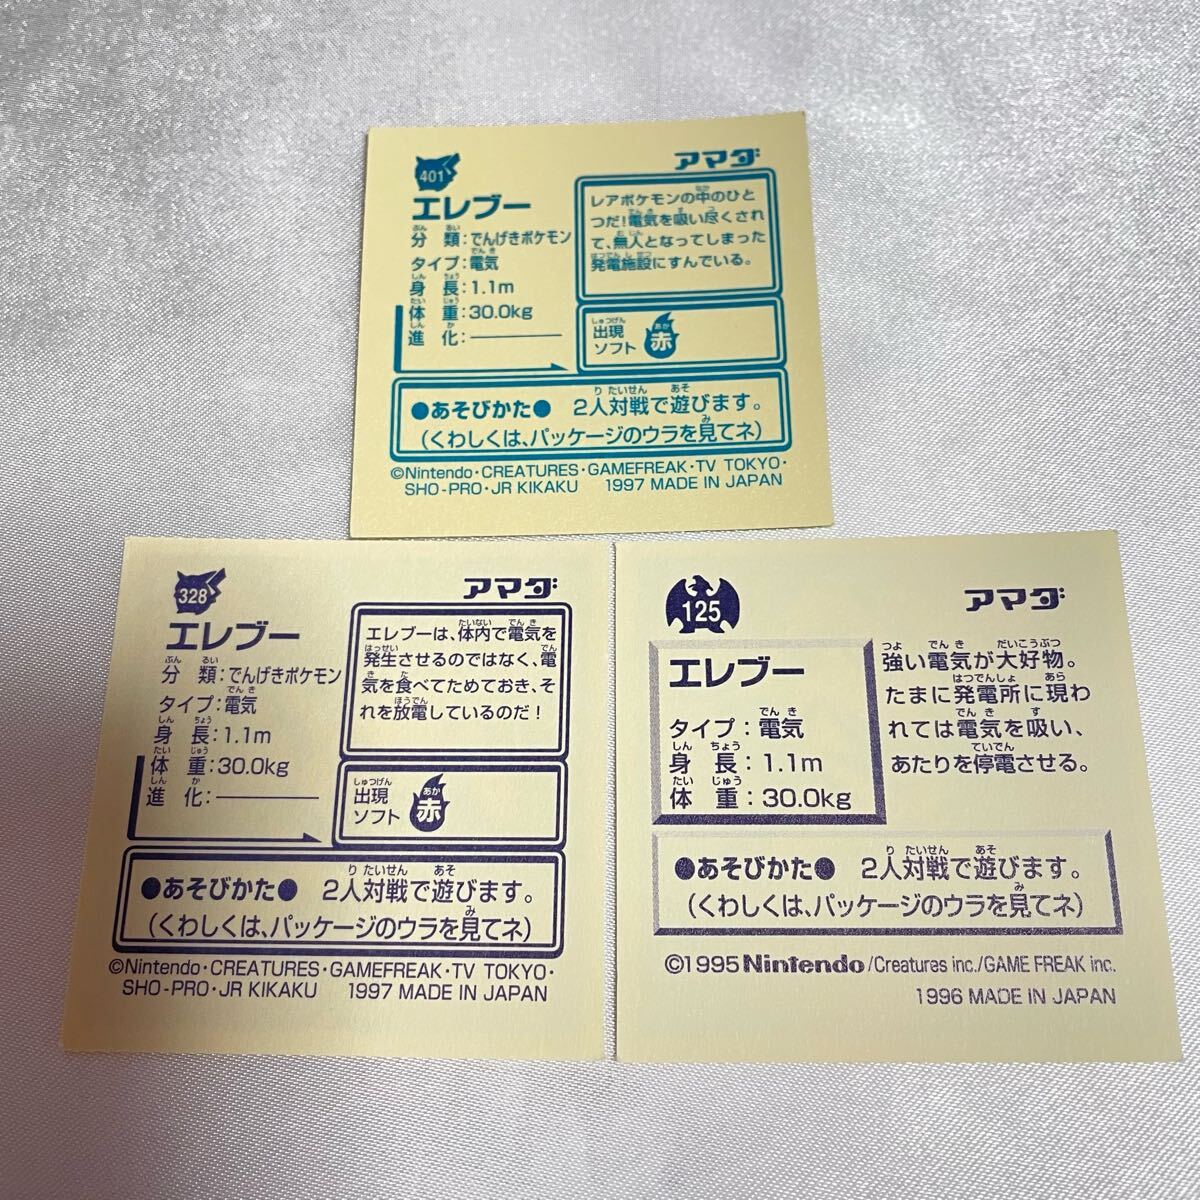 401
アマダ
エレブー
分類:でんげきポケモン
タイプ:電気
身長:1.1m
体重:30.0kg
進化:―
レアポケモンの中のひと
つだ!電気を吸い尽くされ
て、無人となってしまった
発電施設にすんでいる。
出現
ソフト
赤
●あそびかた● 2人対戦で遊びます。
(くわしくは、パッケージのウラを見てネ)
©Nintendo・CREATURES・GAMEFREAK・TV TOKYO・
SHO-PRO・JR KIKAKU 1997 MADE IN JAPAN
328
アマダ
エレブー
分類:でんげきポケモン
タイプ:電気
身長:1.1m
体重:30.0kg
進化:―
エレブーは、体内で電気を
発生させるのではなく、電
気を食べてためておき、そ
れを放電しているのだ!
出現
ソフト
赤
●あそびかた● 2人対戦で遊びます。
(くわしくは、パッケージのウラを見てネ)
©Nintendo・CREATURES・GAMEFREAK・TV TOKYO・
SHO-PRO・JR KIKAKU 1997 MADE IN JAPAN
125
アマダ
エレブー
タイプ:電気
身長:1.1m
体重:30.0kg
強い電気が大好物。
たまに発電所に現わ
れては電気を吸い、
あたりを停電させる。
●あそびかた● 2人対戦で遊びます。
(くわしくは、パッケージのウラを見てネ)
©1995 Nintendo/Creatures inc./GAME FREAK inc.
1996 MADE IN JAPAN